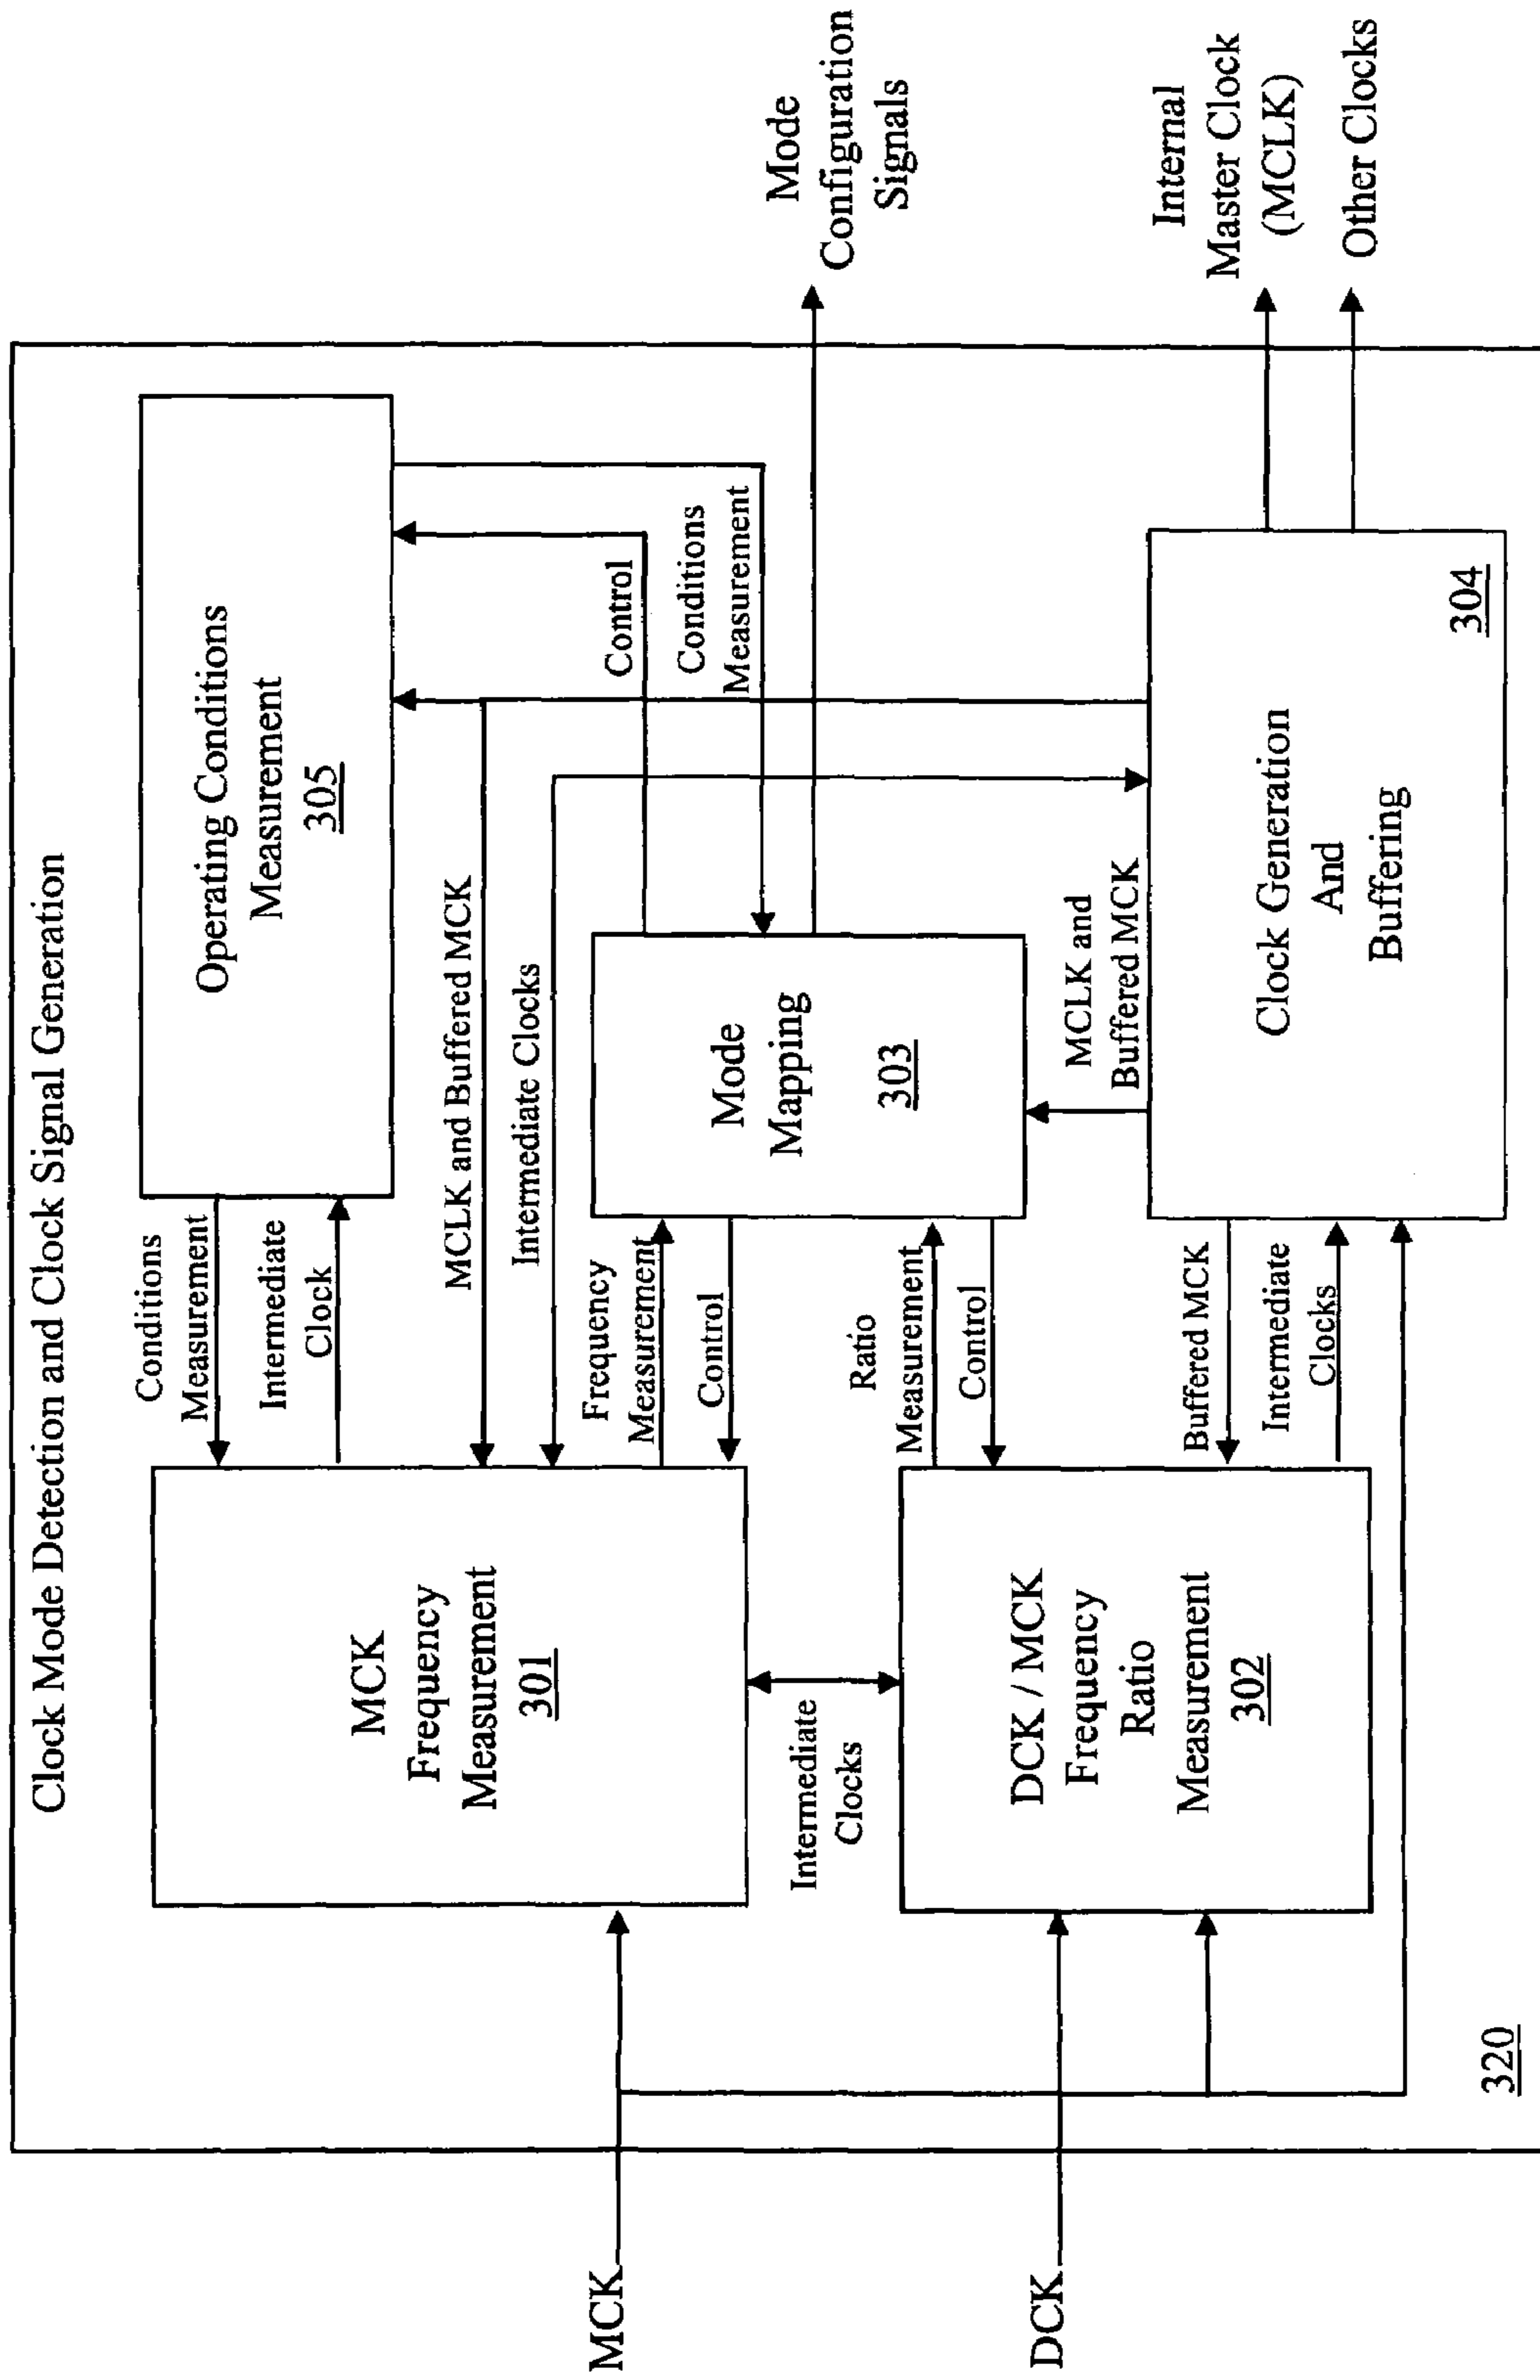 Clock Mode Detection and Clock Signal Generation
Operating Conditions
Measurement
305
Conditions
Measurement
Intermediate
Clock
MCLK and Buffered MCK
Intermediate Clocks
Control
Conditions
Measurement
MCK
Frequency
Measurement
301
Frequency
Measurement
Control
Mode
Mapping
303
Mode
Configuration
Signals
MCK
Intermediate
Clocks
Ratio
Measurement
Control
MCLK and
Buffered MCK
DCK / MCK
Frequency
Ratio
Measurement
302
Buffered MCK
Intermediate
Clocks
Clock Generation
And
Buffering
304
Internal
Master Clock
(MCLK)
Other Clocks
DCK
320